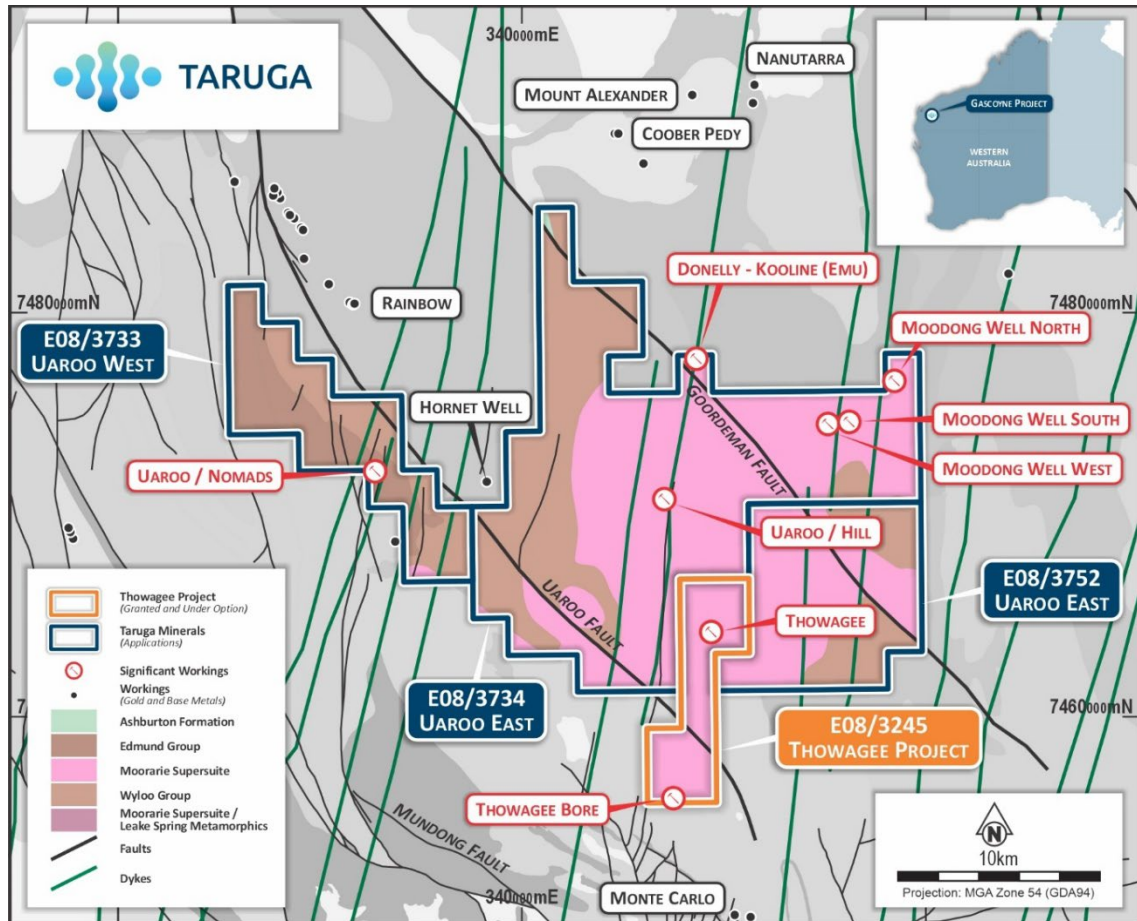 TARUGA
340000mE
NANUTARRA
MOUNT ALEXANDER
COOBER PEDY
GASCOYNE PROJECT
WESTERN
AUSTRALIA
DONELLY - KOOLINE (EMU)
7480000mN
7480000mN
RAINBOW
MOODONG WELL NORTH
E08/3733
UAROO WEST
HORNET WELL
GOORDEMAN FAULT
MOODONG WELL SOUTH
MOODONG WELL WEST
UAROO / NOMADS
UAROO / HILL
UAROO FAULT
E08/3752
UAROO EAST
THOWAGEE
E08/3734
UAROO EAST
7460000mN
E08/3245
THOWAGEE PROJECT
THOWAGEE BORE
MUNDONG FAULT
MONTE CARLO
340000mE
Thowagee Project
(Granted and Under Option)
Taruga Minerals
(Applications)
Significant Workings
Workings
(Gold and Base Metals)
Ashburton Formation
Edmund Group
Moorarie Supersuite
Wyloo Group
Moorarie Supersuite /
Leake Spring Metamorphics
Faults
Dykes
N
10km
Projection: MGA Zone 54 (GDA94)